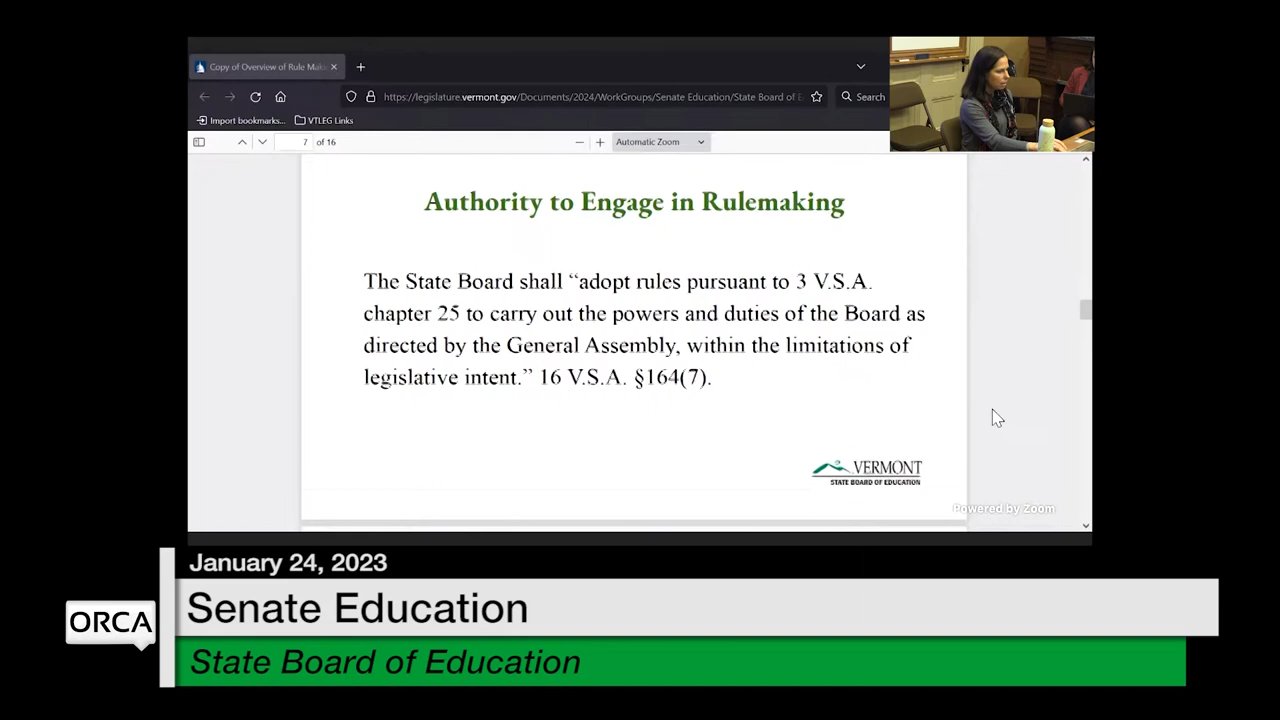 Copy of Overview of Rule Mak
https://legislature.vermont.gov/Documents/2024/WorkGroups/Senate Education/State Board of E
Search
Import bookmarks...
VTLEG Links
7 of 16
Automatic Zoom
Authority to Engage in Rulemaking
The State Board shall “adopt rules pursuant to 3 V.S.A.
chapter 25 to carry out the powers and duties of the Board as
directed by the General Assembly, within the limitations of
legislative intent.” 16 V.S.A. §164(7).
VERMONT
STATE BOARD OF EDUCATION
Powered by Zoom
January 24, 2023
Senate Education
ORCA
State Board of Education